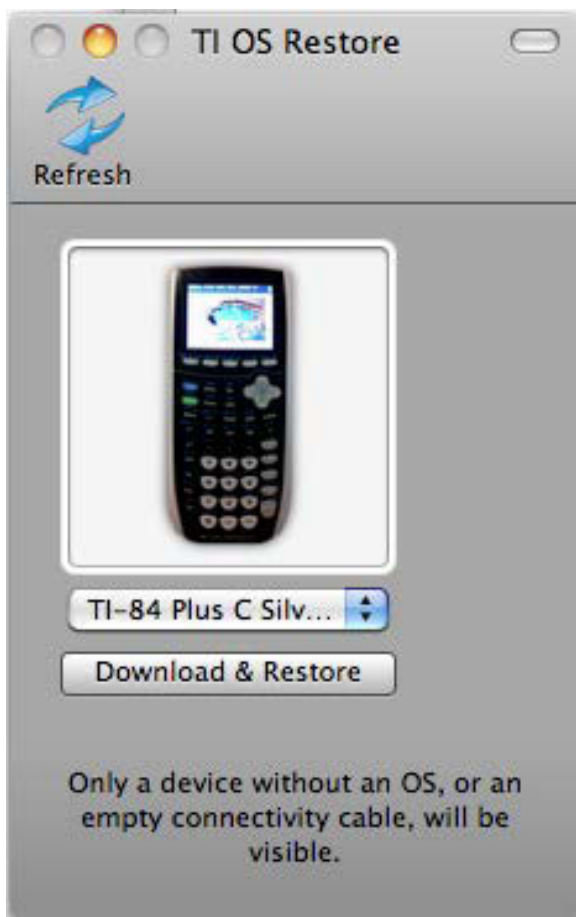 TI OS Restore
Refresh
TI-84 Plus C Silv...
Download & Restore
Only a device without an OS, or an
empty connectivity cable, will be
visible.